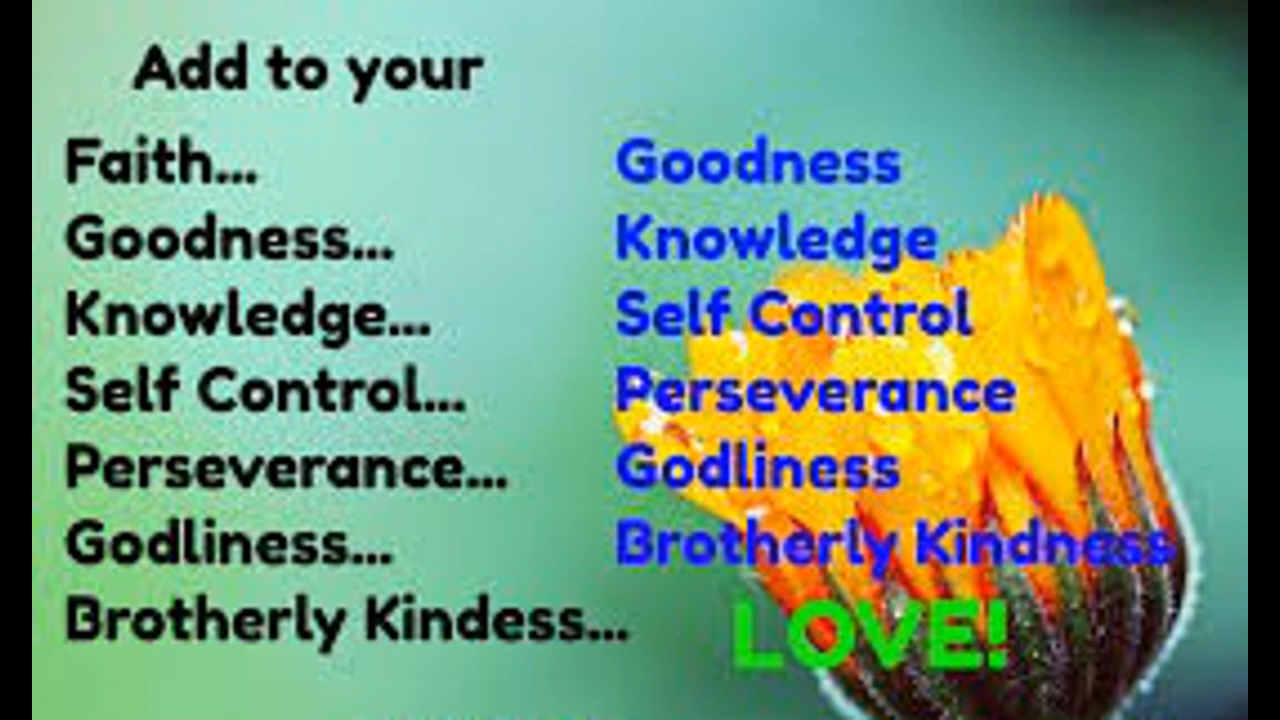 Add to your
Faith... Goodness
Goodness... Knowledge
Knowledge... Self Control
Self Control... Perseverance
Perseverance... Godliness
Godliness... Brotherly Kindness
Brotherly Kindess... LOVE!